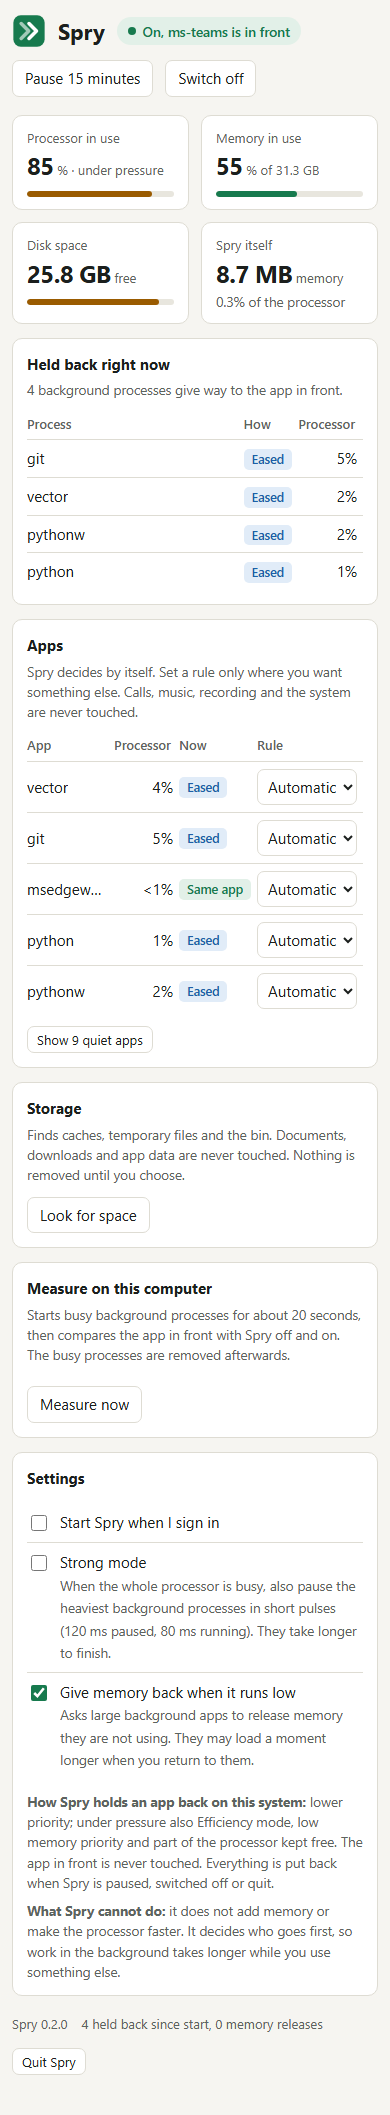 Spry
On, ms-teams is in front
Pause 15 minutes
Switch off
Processor in use
85 % · under pressure
Memory in use
55 % of 31.3 GB
Disk space
25.8 GB free
Spry itself
8.7 MB memory
0.3% of the processor
Held back right now
4 background processes give way to the app in front.
Process How Processor
git Eased 5%
vector Eased 2%
pythonw Eased 2%
python Eased 1%
Apps
Spry decides by itself. Set a rule only where you want
something else. Calls, music, recording and the system
are never touched.
App Processor Now Rule
vector 4% Eased Automatic
git 5% Eased Automatic
msedgew... <1% Same app Automatic
python 1% Eased Automatic
pythonw 2% Eased Automatic
Show 9 quiet apps
Storage
Finds caches, temporary files and the bin. Documents,
downloads and app data are never touched. Nothing is
removed until you choose.
Look for space
Measure on this computer
Starts busy background processes for about 20 seconds,
then compares the app in front with Spry off and on.
The busy processes are removed afterwards.
Measure now
Settings
Start Spry when I sign in
Strong mode
When the whole processor is busy, also pause the
heaviest background processes in short pulses
(120 ms paused, 80 ms running). They take longer
to finish.
Give memory back when it runs low
Asks large background apps to release memory
they are not using. They may load a moment
longer when you return to them.
How Spry holds an app back on this system: lower
priority; under pressure also Efficiency mode, low
memory priority and part of the processor kept free. The
app in front is never touched. Everything is put back
when Spry is paused, switched off or quit.
What Spry cannot do: it does not add memory or
make the processor faster. It decides who goes first, so
work in the background takes longer while you use
something else.
Spry 0.2.0 4 held back since start, 0 memory releases
Quit Spry